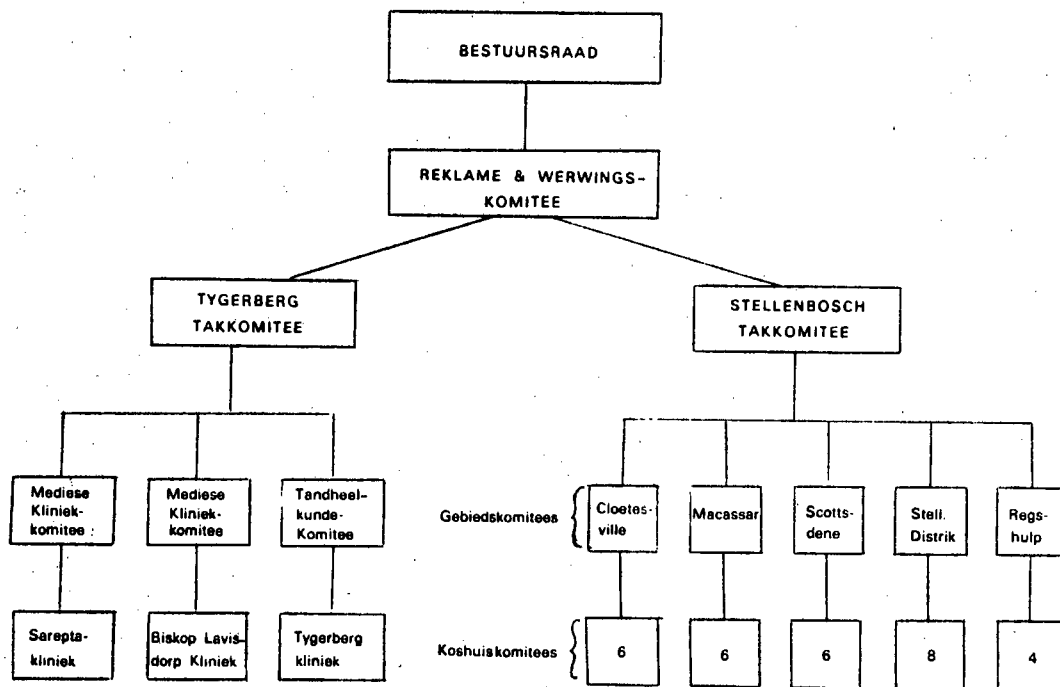 BESTUURSRAAD
REKLAME & WERWINGS-
KOMITEE
TYGERBERG
TAKKOMITEE
STELLENBOSCH
TAKKOMITEE
Mediese
Kliniek-
komitee :
Mediese
Kliniek-
komitee
Tandheel-
kunde-
Komitee
Gebiedskomitees
Cloetes-
ville
Macassar
Scotts-
dene
Stell.
Distrik
Regs-
hulp
Sarepta-
kliniek
Biskop Lavis-
dorp Kliniek
Tygerberg
kliniek
Koshuiskomitees
6
6
6
8
4